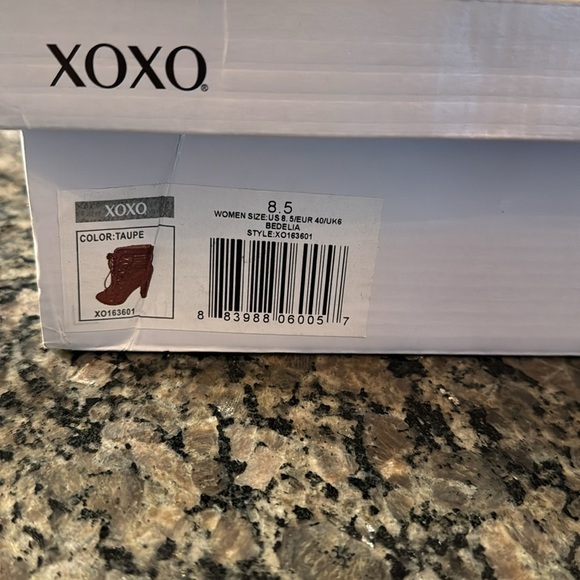 XOXO®
XOXO
COLOR:TAUPE
XO163601
8.5
WOMEN SIZE:US 8.5/EUR 40/UK6
BEDELIA
STYLE:XO163601
8 83988 06005 7